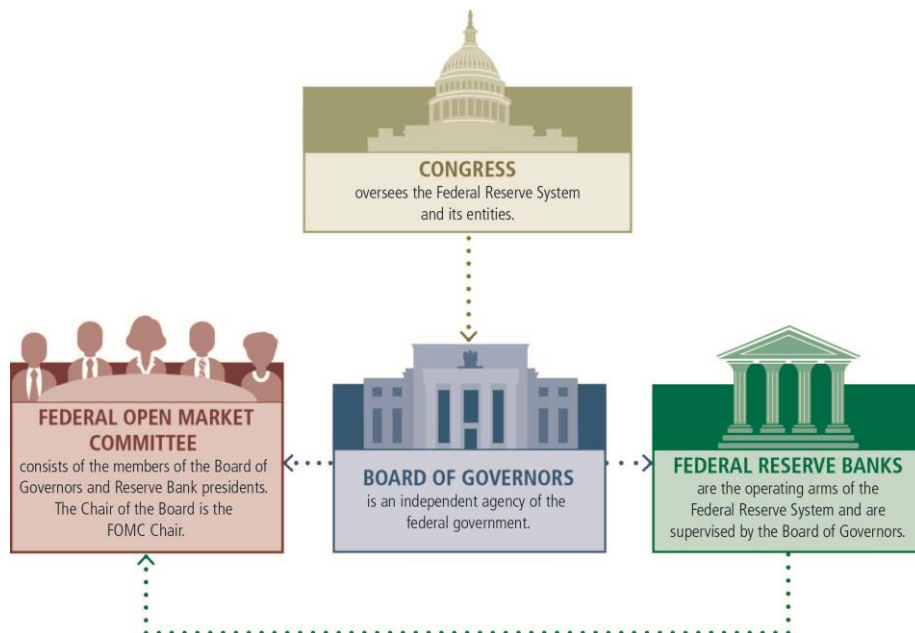 CONGRESS
oversees the Federal Reserve System
and its entities.
FEDERAL OPEN MARKET
COMMITTEE
consists of the members of the Board of
Governors and Reserve Bank presidents.
The Chair of the Board is the
FOMC Chair.
BOARD OF GOVERNORS
is an independent agency of the
federal government.
FEDERAL RESERVE BANKS
are the operating arms of the
Federal Reserve System and are
supervised by the Board of Governors.